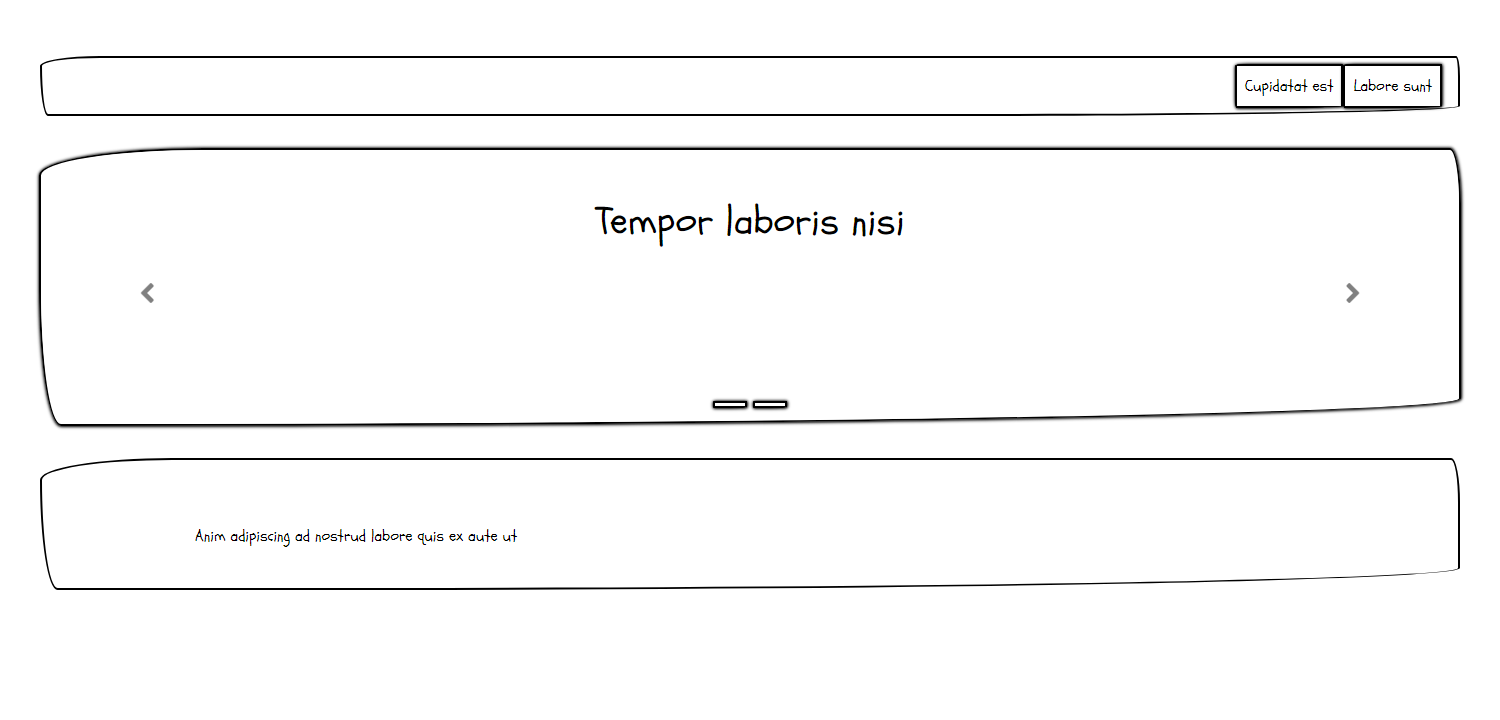 Cupidatat est
Labore sunt
Tempor laboris nisi
Anim adipiscing ad nostrud labore quis ex aute ut